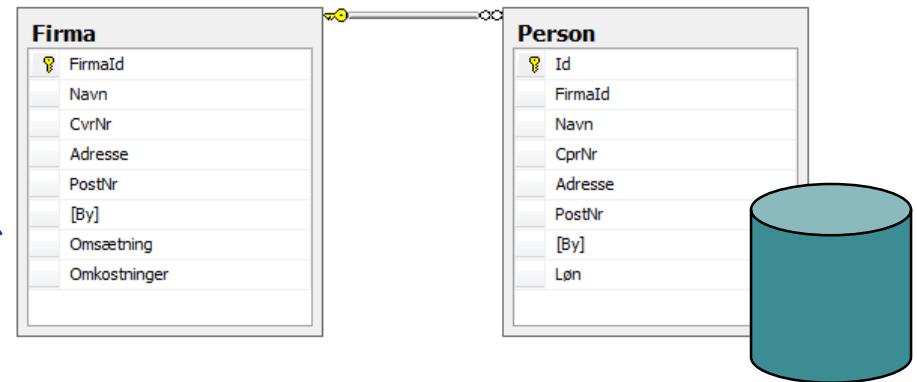 Firma
FirmaId
Navn
CvrNr
Adresse
PostNr
[By]
Omsætning
Omkostninger
Person
Id
FirmaId
Navn
CprNr
Adresse
PostNr
[By]
Løn